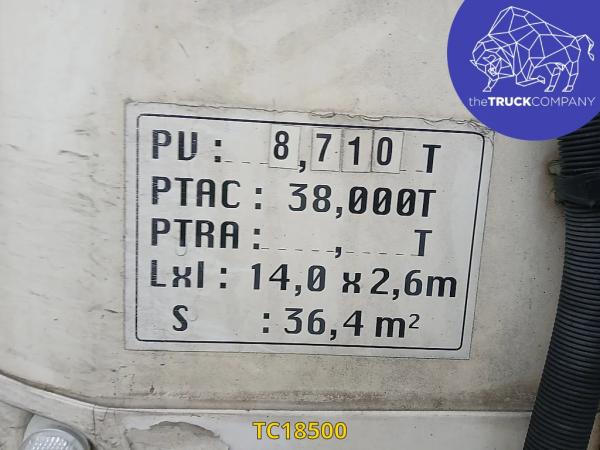 theTRUCKCOMPANY
PV : 8,710 T
PTAC : 38,000T
PTRA : , T
Lxl : 14,0 x 2,6m
S : 36,4 m²
TC18500